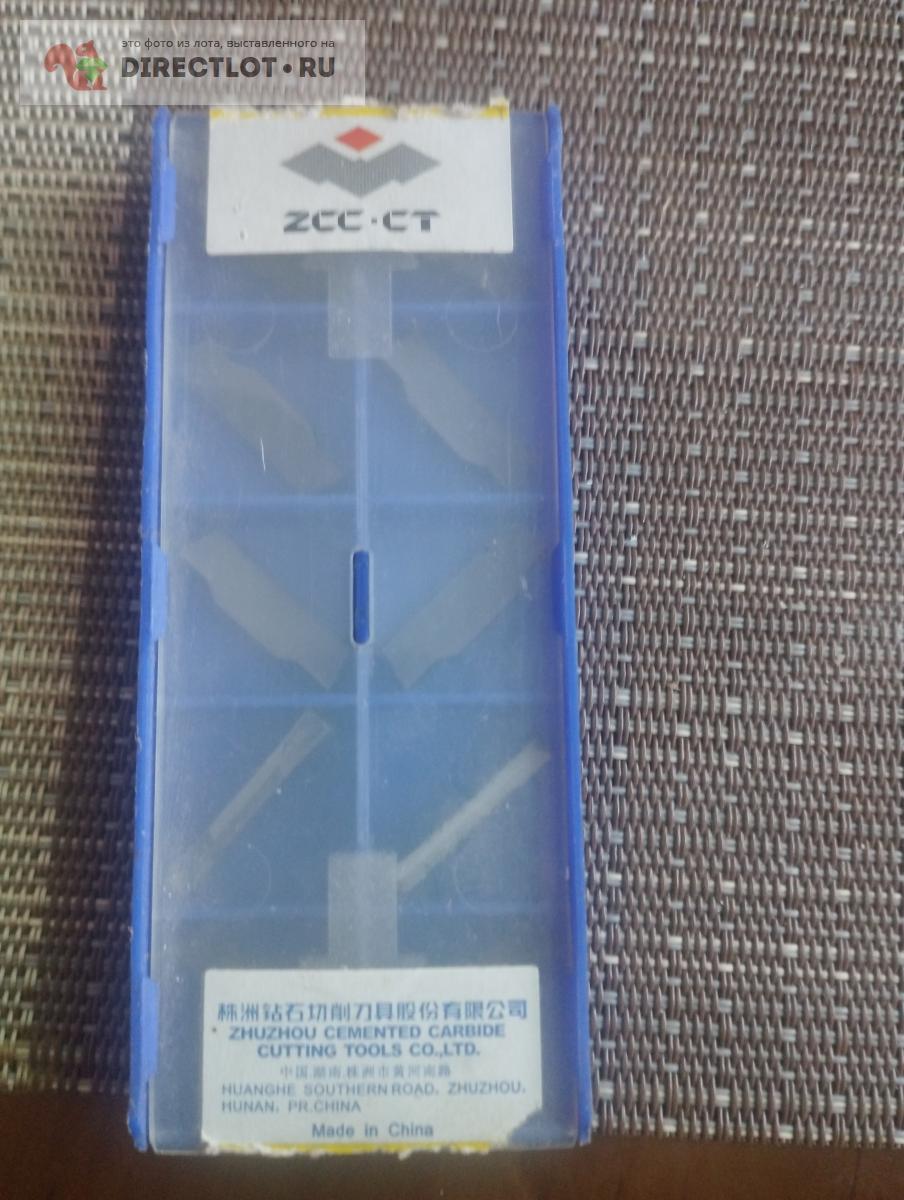 это фото из лота, выставленного на
DIRECTLOT•RU
ZCC·CT
株洲钻石切削刀具股份有限公司
ZHUZHOU CEMENTED CARBIDE
CUTTING TOOLS CO.,LTD.
中国.湖南.株洲市黄河南路
HUANGHE SOUTHERN ROAD. ZHUZHOU.
HUNAN. PR.CHINA
Made in China